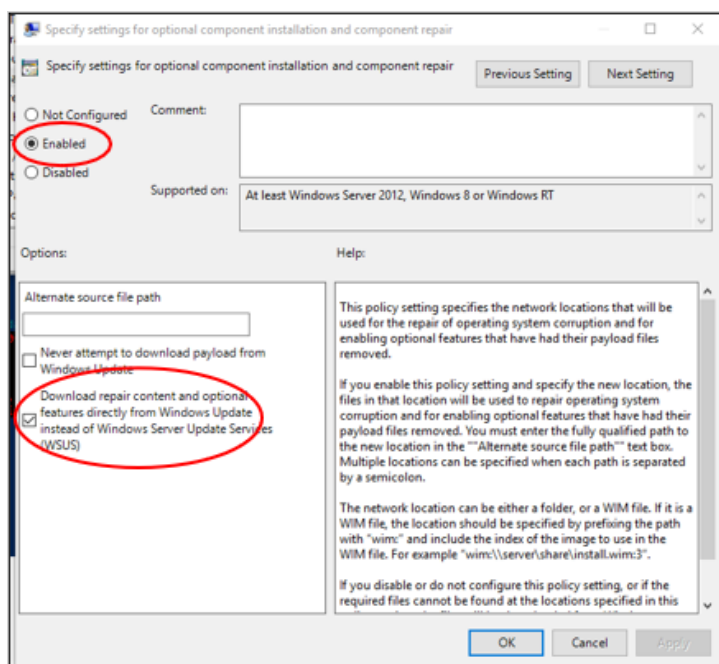 Specify settings for optional component installation and component repair
Specify settings for optional component installation and component repair
Previous Setting
Next Setting
Not Configured
Comment:
Enabled
Disabled
Supported on:
At least Windows Server 2012, Windows 8 or Windows RT
Options:
Help:
Alternate source file path
Never attempt to download payload from
Windows Update
Download repair content and optional
features directly from Windows Update
instead of Windows Server Update Services
(WSUS)
This policy setting specifies the network locations that will be
used for the repair of operating system corruption and for
enabling optional features that have had their payload files
removed.
If you enable this policy setting and specify the new location, the
files in that location will be used to repair operating system
corruption and for enabling optional features that have had their
payload files removed. You must enter the fully qualified path to
the new location in the ""Alternate source file path"" text box.
Multiple locations can be specified when each path is separated
by a semicolon.
The network location can be either a folder, or a WIM file. If it is a
WIM file, the location should be specified by prefixing the path
with "wim:" and include the index of the image to use in the
WIM file. For example "wim:\\server\share\install.wim:3".
If you disable or do not configure this policy setting, or if the
required files cannot be found at the locations specified in this
OK
Cancel
Apply